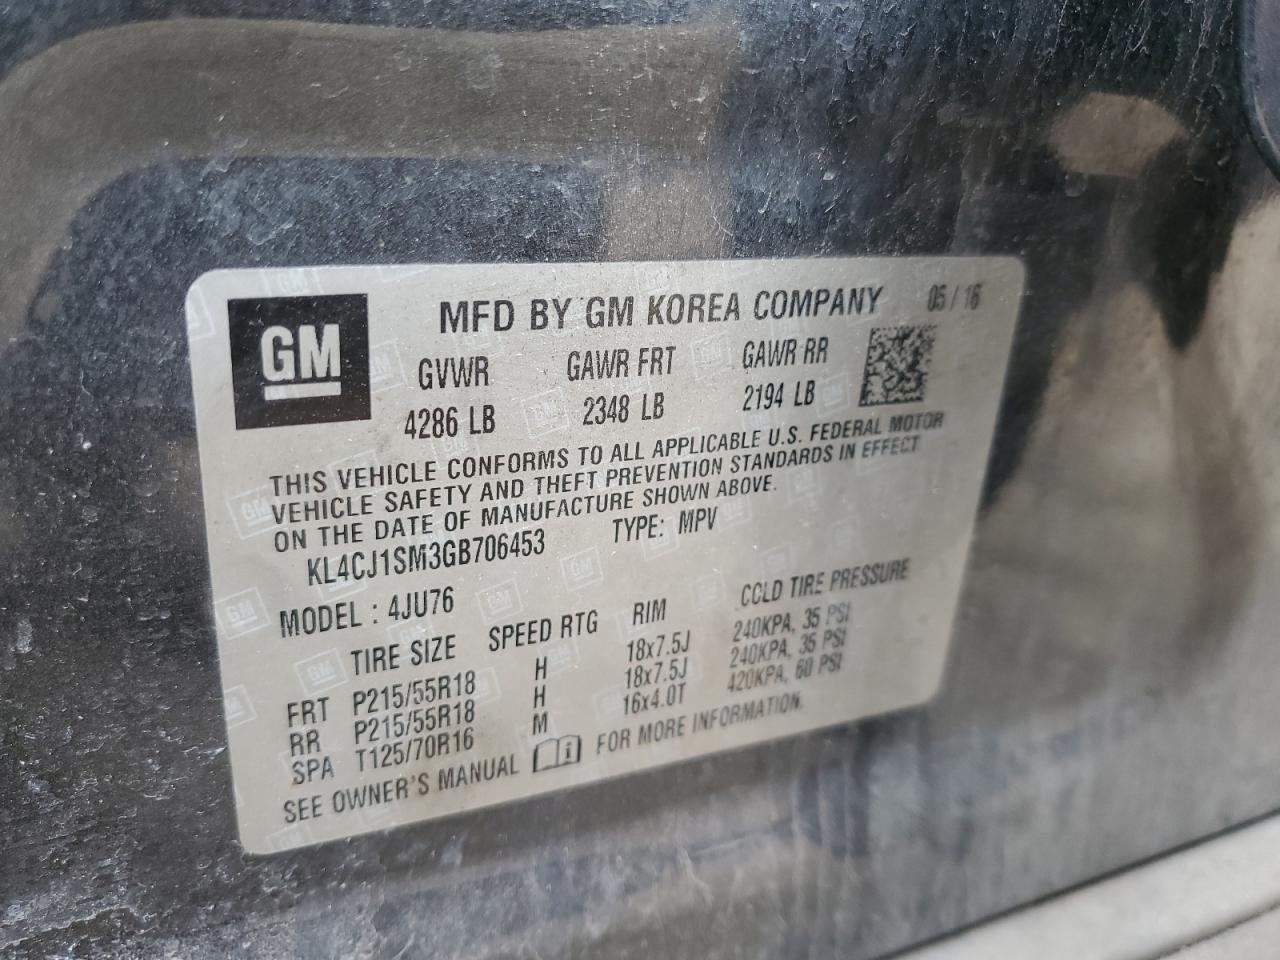 GM
MFD BY GM KOREA COMPANY 05 / 16
GVWR GAWR FRT GAWR RR
4286 LB 2348 LB 2194 LB
THIS VEHICLE CONFORMS TO ALL APPLICABLE U.S. FEDERAL MOTOR
VEHICLE SAFETY AND THEFT PREVENTION STANDARDS IN EFFECT
ON THE DATE OF MANUFACTURE SHOWN ABOVE.
KL4CJ1SM3GB706453 TYPE: MPV
MODEL : 4JU76
TIRE SIZE SPEED RTG RIM COLD TIRE PRESSURE
FRT P215/55R18 H 18x7.5J 240KPA, 35 PSI
RR P215/55R18 H 18x7.5J 240KPA, 35 PSI
SPA T125/70R16 M 16x4.0T 420KPA, 60 PSI
SEE OWNER'S MANUAL FOR MORE INFORMATION.